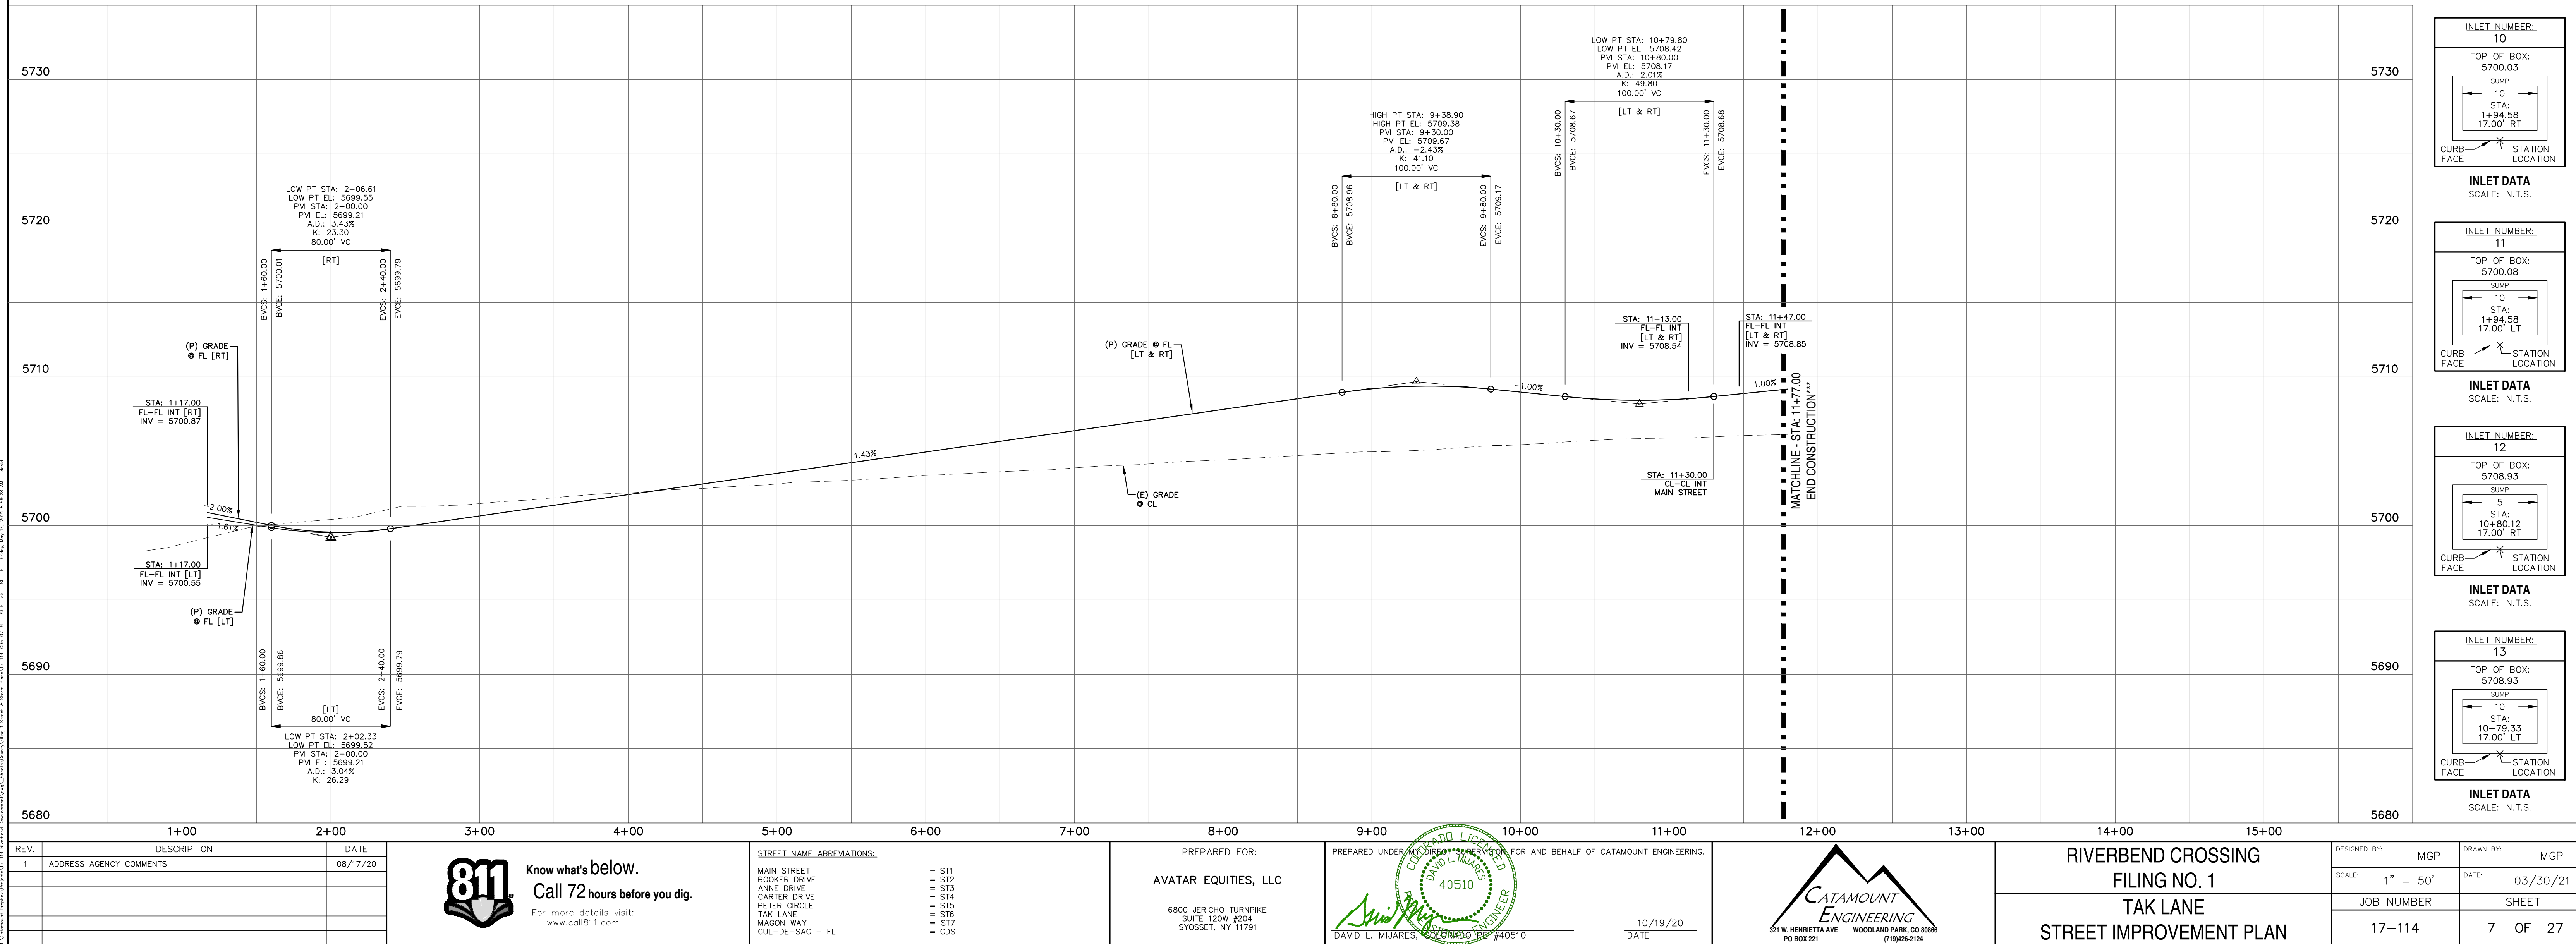 5730
5720
5710
5700
5690
5680
5730
5720
5710
5700
5690
5680
LOW PT STA: 2+06.61
LOW PT EL: 5699.55
PVI STA: 2+00.00
PVI EL: 5699.21
A.D.: 3.43%
K: 23.30
80.00' VC
[RT]
BVCS: 1+60.00
BVCE: 5700.01
EVCS: 2+40.00
EVCE: 5699.79
(P) GRADE
@ FL [RT]
STA: 1+17.00
FL-FL INT [RT]
INV = 5700.87
-2.00%
-1.61%
STA: 1+17.00
FL-FL INT [LT]
INV = 5700.55
(P) GRADE
@ FL [LT]
BVCS: 1+60.00
BVCE: 5699.86
EVCS: 2+40.00
EVCE: 5699.79
[LT]
80.00' VC
LOW PT STA: 2+02.33
LOW PT EL: 5699.52
PVI STA: 2+00.00
PVI EL: 5699.21
A.D.: 3.04%
K: 26.29
1.43%
(P) GRADE @ FL
[LT & RT]
(E) GRADE
@ CL
HIGH PT STA: 9+38.90
HIGH PT EL: 5709.38
PVI STA: 9+30.00
PVI EL: 5709.67
A.D.: -2.43%
K: 41.10
100.00' VC
[LT & RT]
BVCS: 8+80.00
BVCE: 5708.96
EVCS: 9+80.00
EVCE: 5709.17
-1.00%
LOW PT STA: 10+79.80
LOW PT EL: 5708.42
PVI STA: 10+80.00
PVI EL: 5708.17
A.D.: 2.01%
K: 49.80
100.00' VC
[LT & RT]
BVCS: 10+30.00
BVCE: 5708.67
EVCS: 11+30.00
EVCE: 5708.68
STA: 11+13.00
FL-FL INT
[LT & RT]
INV = 5708.54
STA: 11+47.00
FL-FL INT
[LT & RT]
INV = 5708.85
1.00%
STA: 11+30.00
CL-CL INT
MAIN STREET
MATCHLINE - STA: 11+77.00
END CONSTRUCTION***
1+00 2+00 3+00 4+00 5+00 6+00 7+00 8+00 9+00 10+00 11+00 12+00 13+00 14+00 15+00
INLET NUMBER:
10
TOP OF BOX:
5700.03
SUMP
10
STA:
1+94.58
17.00' RT
CURB FACE
STATION LOCATION
INLET DATA
SCALE: N.T.S.
INLET NUMBER:
11
TOP OF BOX:
5700.08
SUMP
10
STA:
1+94.58
17.00' LT
CURB FACE
STATION LOCATION
INLET DATA
SCALE: N.T.S.
INLET NUMBER:
12
TOP OF BOX:
5708.93
SUMP
5
STA:
10+80.12
17.00' RT
CURB FACE
STATION LOCATION
INLET DATA
SCALE: N.T.S.
INLET NUMBER:
13
TOP OF BOX:
5708.93
SUMP
10
STA:
10+79.33
17.00' LT
CURB FACE
STATION LOCATION
INLET DATA
SCALE: N.T.S.
REV. DESCRIPTION DATE
1 ADDRESS AGENCY COMMENTS 08/17/20
811
Know what's below.
Call 72 hours before you dig.
For more details visit:
www.call811.com
STREET NAME ABREVIATIONS:
MAIN STREET = ST1
BOOKER DRIVE = ST2
ANNE DRIVE = ST3
CARTER DRIVE = ST4
PETER CIRCLE = ST5
TAK LANE = ST6
MAGON WAY = ST7
CUL-DE-SAC - FL = CDS
PREPARED FOR:
AVATAR EQUITIES, LLC
6800 JERICHO TURNPIKE
SUITE 120W #204
SYOSSET, NY 11791
PREPARED UNDER MY DIRECT SUPERVISION FOR AND BEHALF OF CATAMOUNT ENGINEERING.
COLORADO LICENSED
DAVID L. MIJARES
40510
PROFESSIONAL ENGINEER
10/19/20
DAVID L. MIJARES, COLORADO PE #40510
DATE
CATAMOUNT
ENGINEERING
321 W. HENRIETTA AVE WOODLAND PARK, CO 80866
PO BOX 221 (719)426-2124
RIVERBEND CROSSING
FILING NO. 1
TAK LANE
STREET IMPROVEMENT PLAN
DESIGNED BY: MGP
DRAWN BY: MGP
SCALE: 1" = 50'
DATE: 03/30/21
JOB NUMBER
17-114
SHEET
7 OF 27